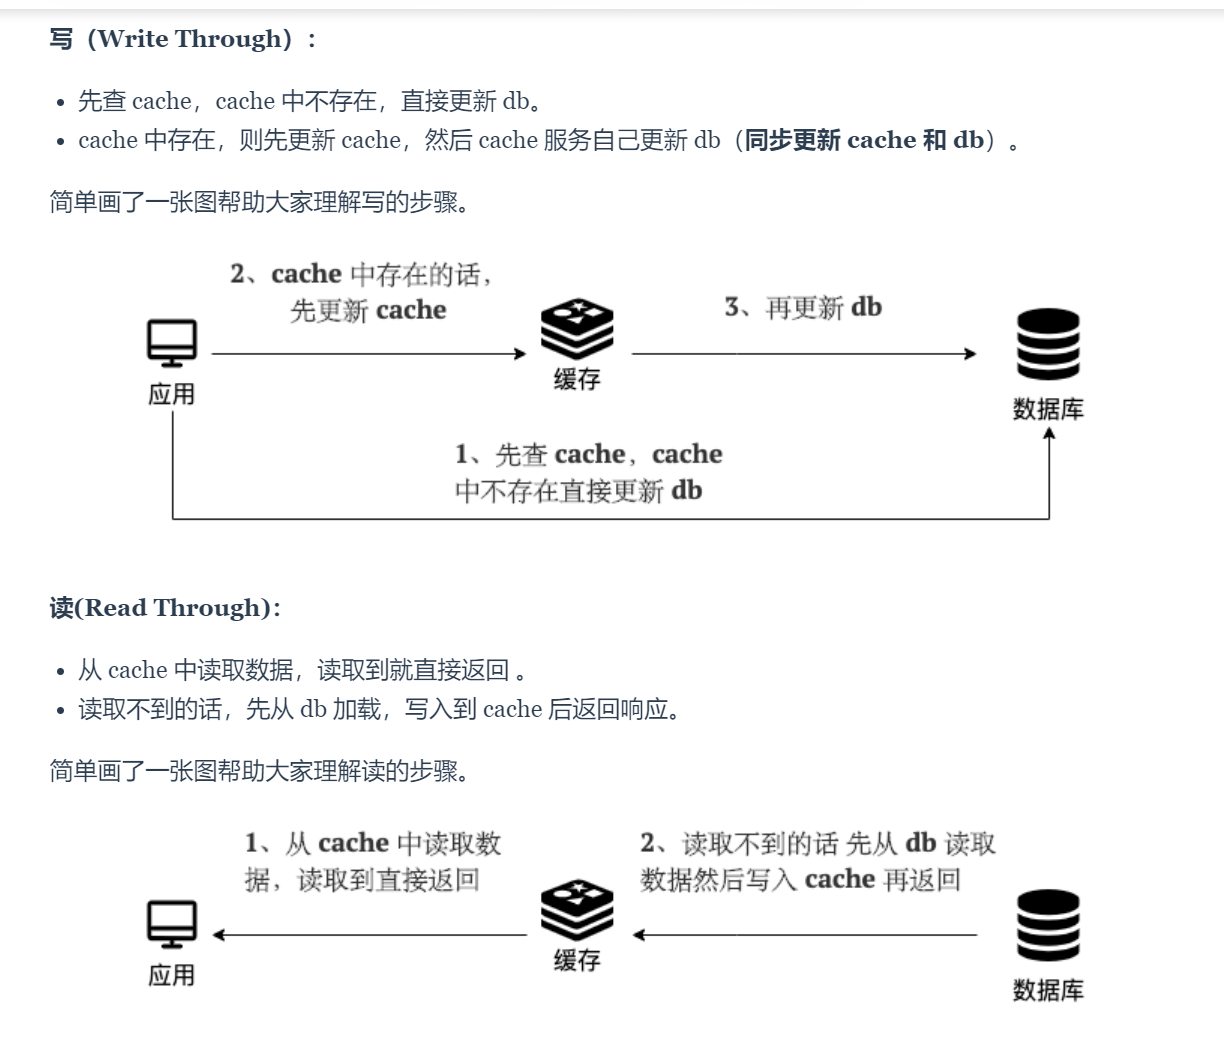 写（Write Through）：
先查 cache，cache 中不存在，直接更新 db。
cache 中存在，则先更新 cache，然后 cache 服务自己更新 db（同步更新 cache 和 db）。
简单画了一张图帮助大家理解写的步骤。
2、cache 中存在的话，
先更新 cache
3、再更新 db
缓存
应用
数据库
1、先查 cache，cache
中不存在直接更新 db
读(Read Through)：
从 cache 中读取数据，读取到就直接返回 。
读取不到的话，先从 db 加载，写入到 cache 后返回响应。
简单画了一张图帮助大家理解读的步骤。
1、从 cache 中读取数
据，读取到直接返回
2、读取不到的话 先从 db 读取
数据然后写入 cache 再返回
缓存
应用
数据库